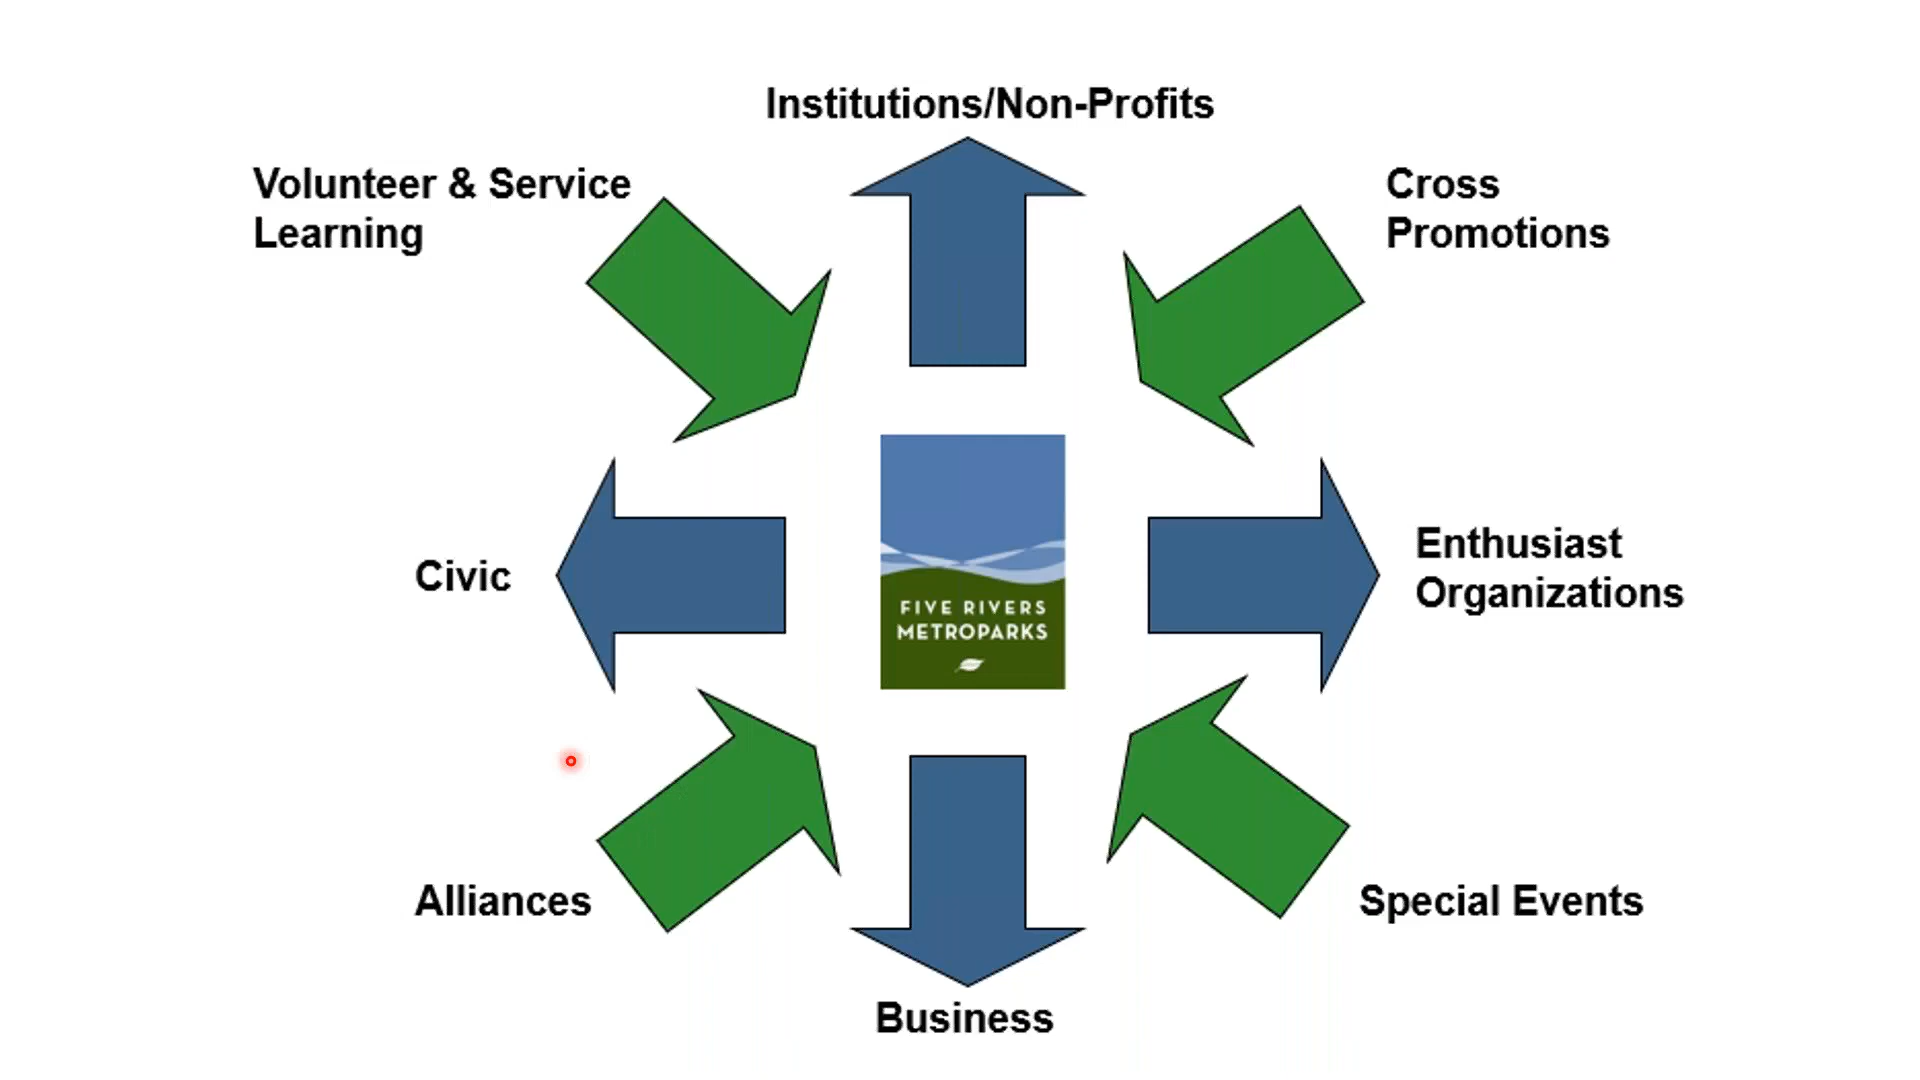 Institutions/Non-Profits
Volunteer & Service
Learning
Cross
Promotions
Civic
FIVE RIVERS
METROPARKS
Enthusiast
Organizations
Alliances
Special Events
Business